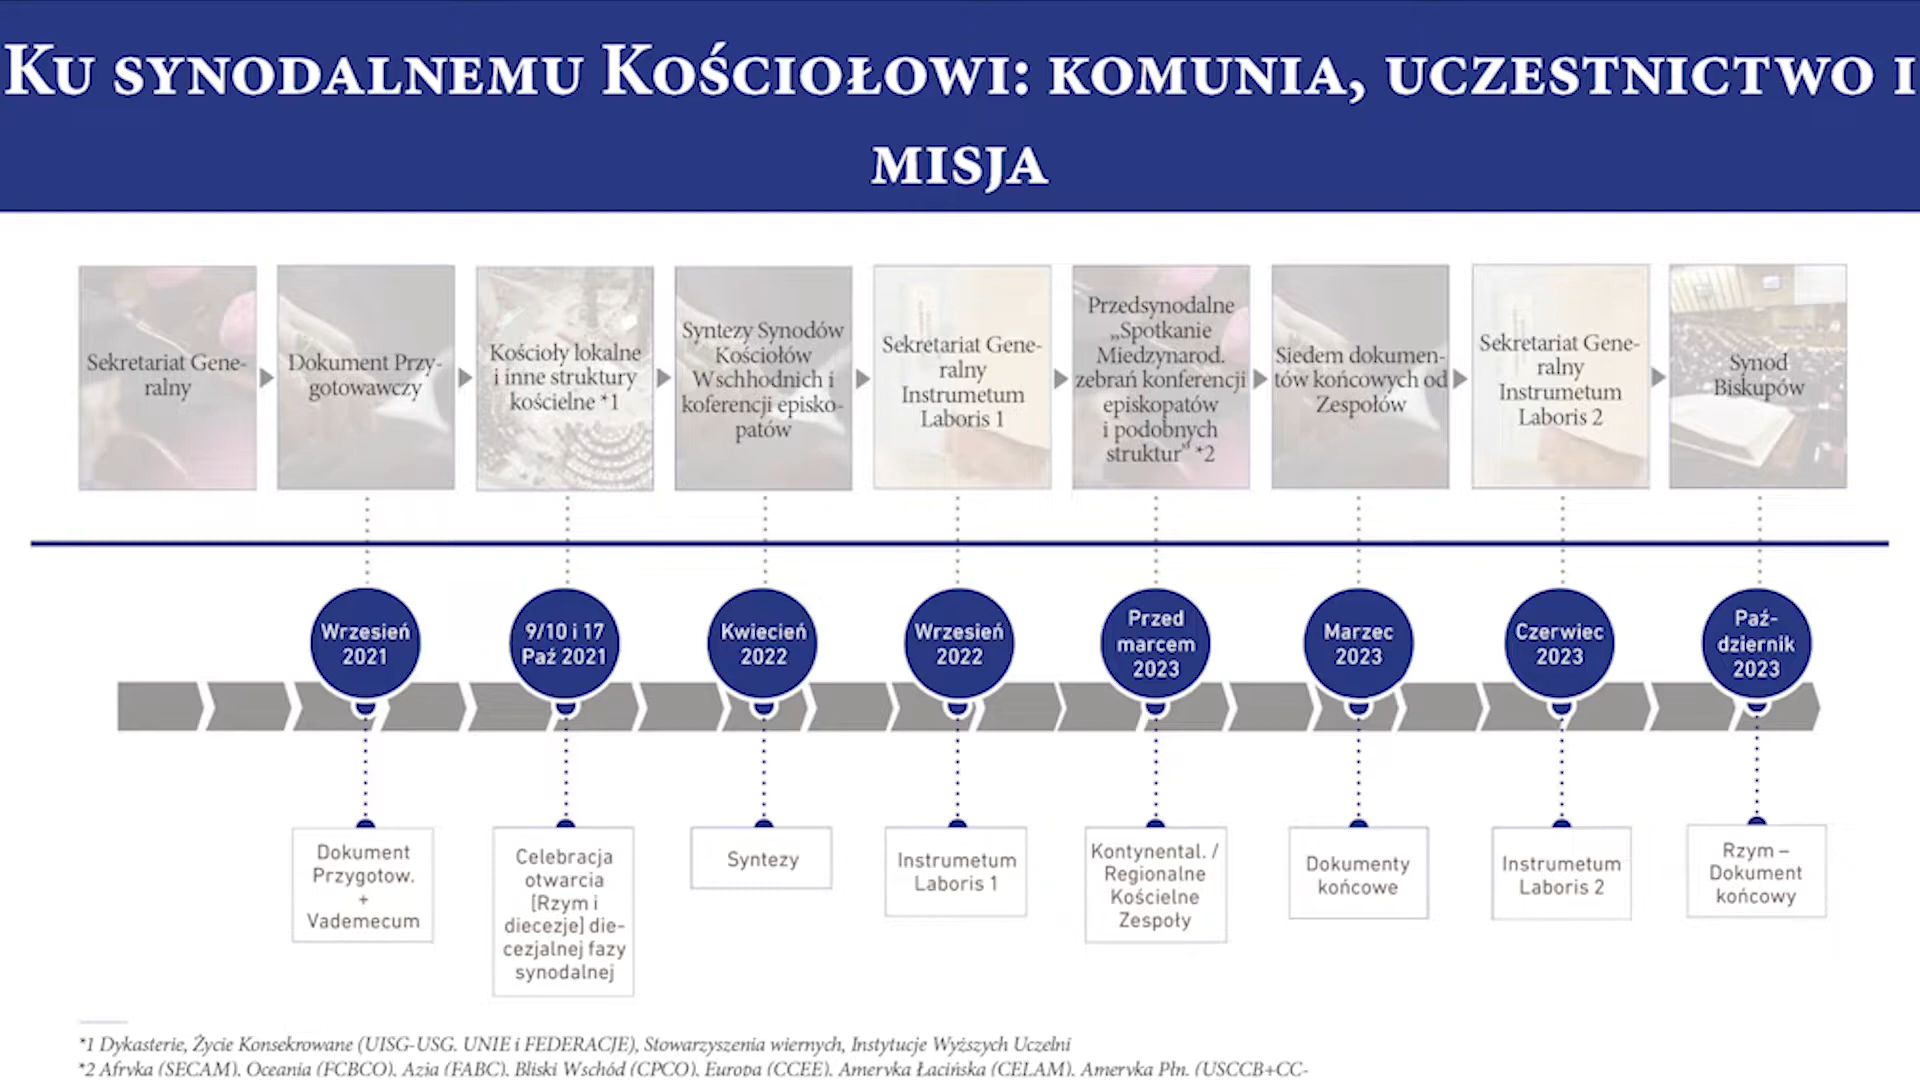 Ku synodalnemu Kościołowi: komunia, uczestnictwo i
misja
Sekretariat Gene-
ralny
Dokument Przy-
gotowawczy
Kościoły lokalne
i inne struktury
kościelne *1
Syntezy Synodów
Kościołów
Wschhodnich i
koferencji episko-
patów
Sekretariat Gene-
ralny
Instrumetum
Laboris 1
Przedsynodalne
„Spotkanie
Miedzynarod.
zebrań konferencji
episkopatów
i podobnych
struktur” *2
Siedem dokumen-
tów końcowych od
Zespołów
Sekretariat Gene-
ralny
Instrumetum
Laboris 2
Synod
Biskupów
Wrzesień
2021
9/10 i 17
Paź 2021
Kwiecień
2022
Wrzesień
2022
Przed
marcem
2023
Marzec
2023
Czerwiec
2023
Paź-
dziernik
2023
Dokument
Przygotow.
+
Vademecum
Celebracja
otwarcia
[Rzym i
diecezje] die-
cezjalnej fazy
synodalnej
Syntezy
Instrumetum
Laboris 1
Kontynental. /
Regionalne
Kościelne
Zespoły
Dokumenty
końcowe
Instrumetum
Laboris 2
Rzym –
Dokument
końcowy
*1 Dykasterie, Życie Konsekrowane (UISG-USG. UNIE i FEDERACJE), Stowarzyszenia wiernych, Instytucje Wyższych Uczelni
*2 Afryka (SECAM), Oceania (FCBCO), Azja (FABC), Bliski Wschód (CPCO), Europa (CCEE), Ameryka Łacińska (CELAM), Ameryka Płn. (USCCB+CC-